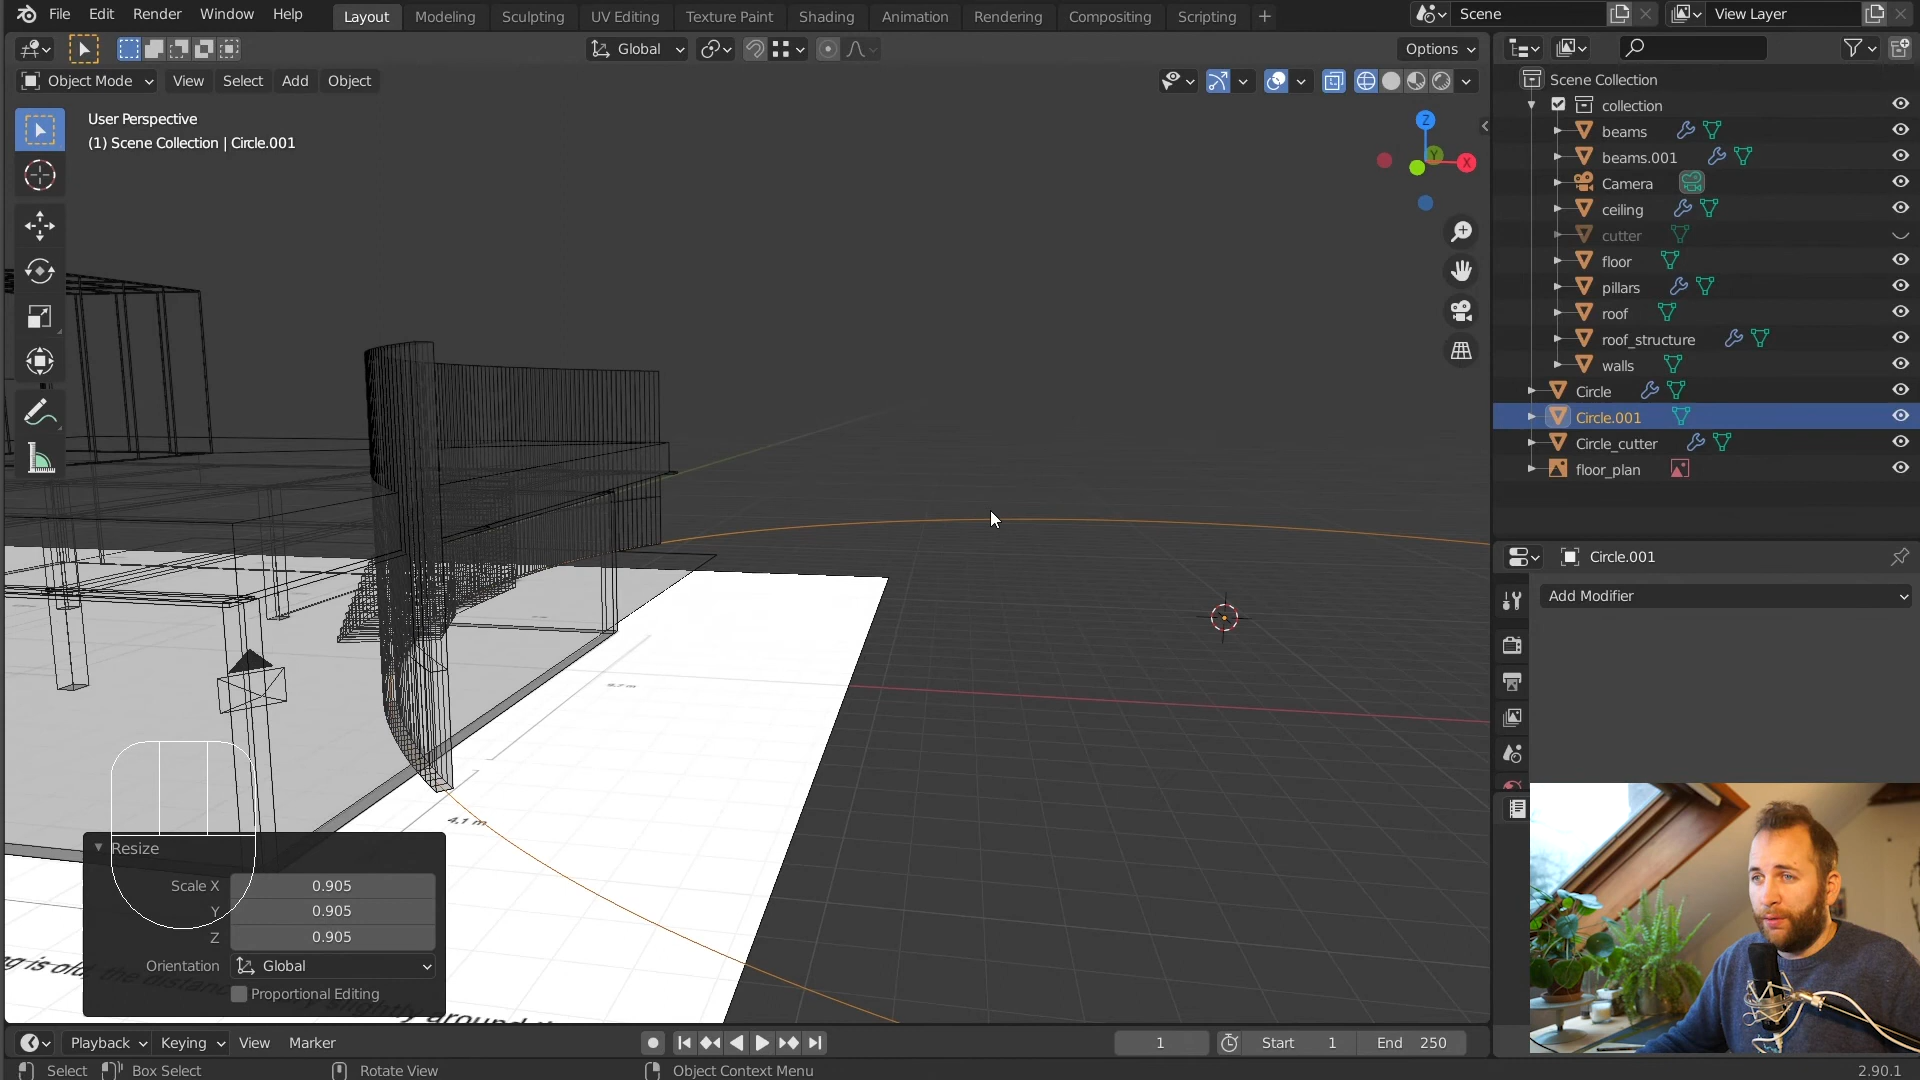 File Edit Render Window Help
Layout Modeling Sculpting UV Editing Texture Paint Shading Animation Rendering Compositing Scripting +
Scene
View Layer
Global
Options
Object Mode View Select Add Object
User Perspective
(1) Scene Collection | Circle.001
Z
Y
X
Scene Collection
collection
beams
beams.001
Camera
ceiling
cutter
floor
pillars
roof
roof_structure
walls
Circle
Circle.001
Circle_cutter
floor_plan
Circle.001
Add Modifier
4,1 m
Resize
Scale X 0.905
Y 0.905
Z 0.905
Orientation Global
Proportional Editing
Playback Keying View Marker
1
Start 1
End 250
Select Box Select Rotate View Object Context Menu
2.90.1